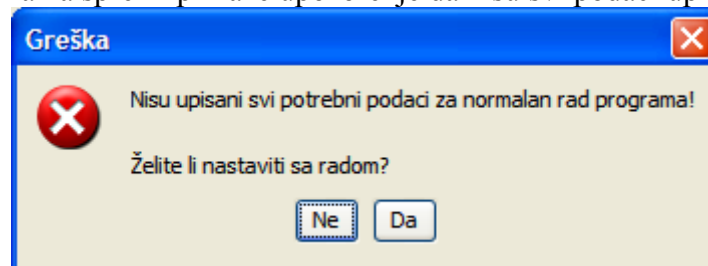 Greška
Nisu upisani svi potrebni podaci za normalan rad programa!
Želite li nastaviti sa radom?
Ne Da